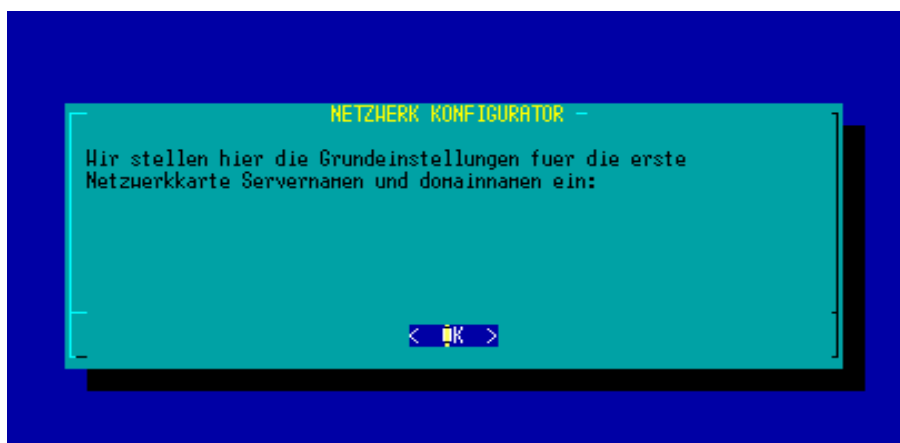 NETZWERK KONFIGURATOR -
Wir stellen hier die Grundeinstellungen fuer die erste
Netzwerkkarte Servernamen und domainnamen ein:
< OK >